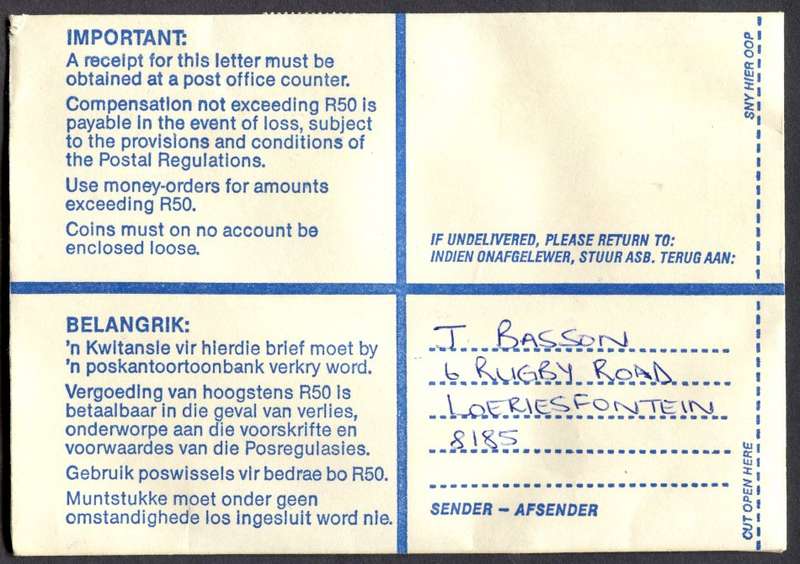 IMPORTANT:
A receipt for this letter must be
obtained at a post office counter.
Compensation not exceeding R50 is
payable in the event of loss, subject
to the provisions and conditions of
the Postal Regulations.
Use money-orders for amounts
exceeding R50.
Coins must on no account be
enclosed loose.
SNY HIER OOP
IF UNDELIVERED, PLEASE RETURN TO:
INDIEN ONAFGELEWER, STUUR ASB. TERUG AAN:
BELANGRIK:
'n Kwitansie vir hierdie brief moet by
'n poskantoortoonbank verkry word.
Vergoeding van hoogstens R50 is
betaalbaar in die geval van verlies,
onderworpe aan die voorskrifte en
voorwaardes van die Posregulasies.
Gebruik poswissels vir bedrae bo R50.
Muntstukke moet onder geen
omstandighede los ingesluit word nie.
J. BASSON
6 RUGBY ROAD
LOERIESFONTEIN
8185
SENDER – AFSENDER
CUT OPEN HERE